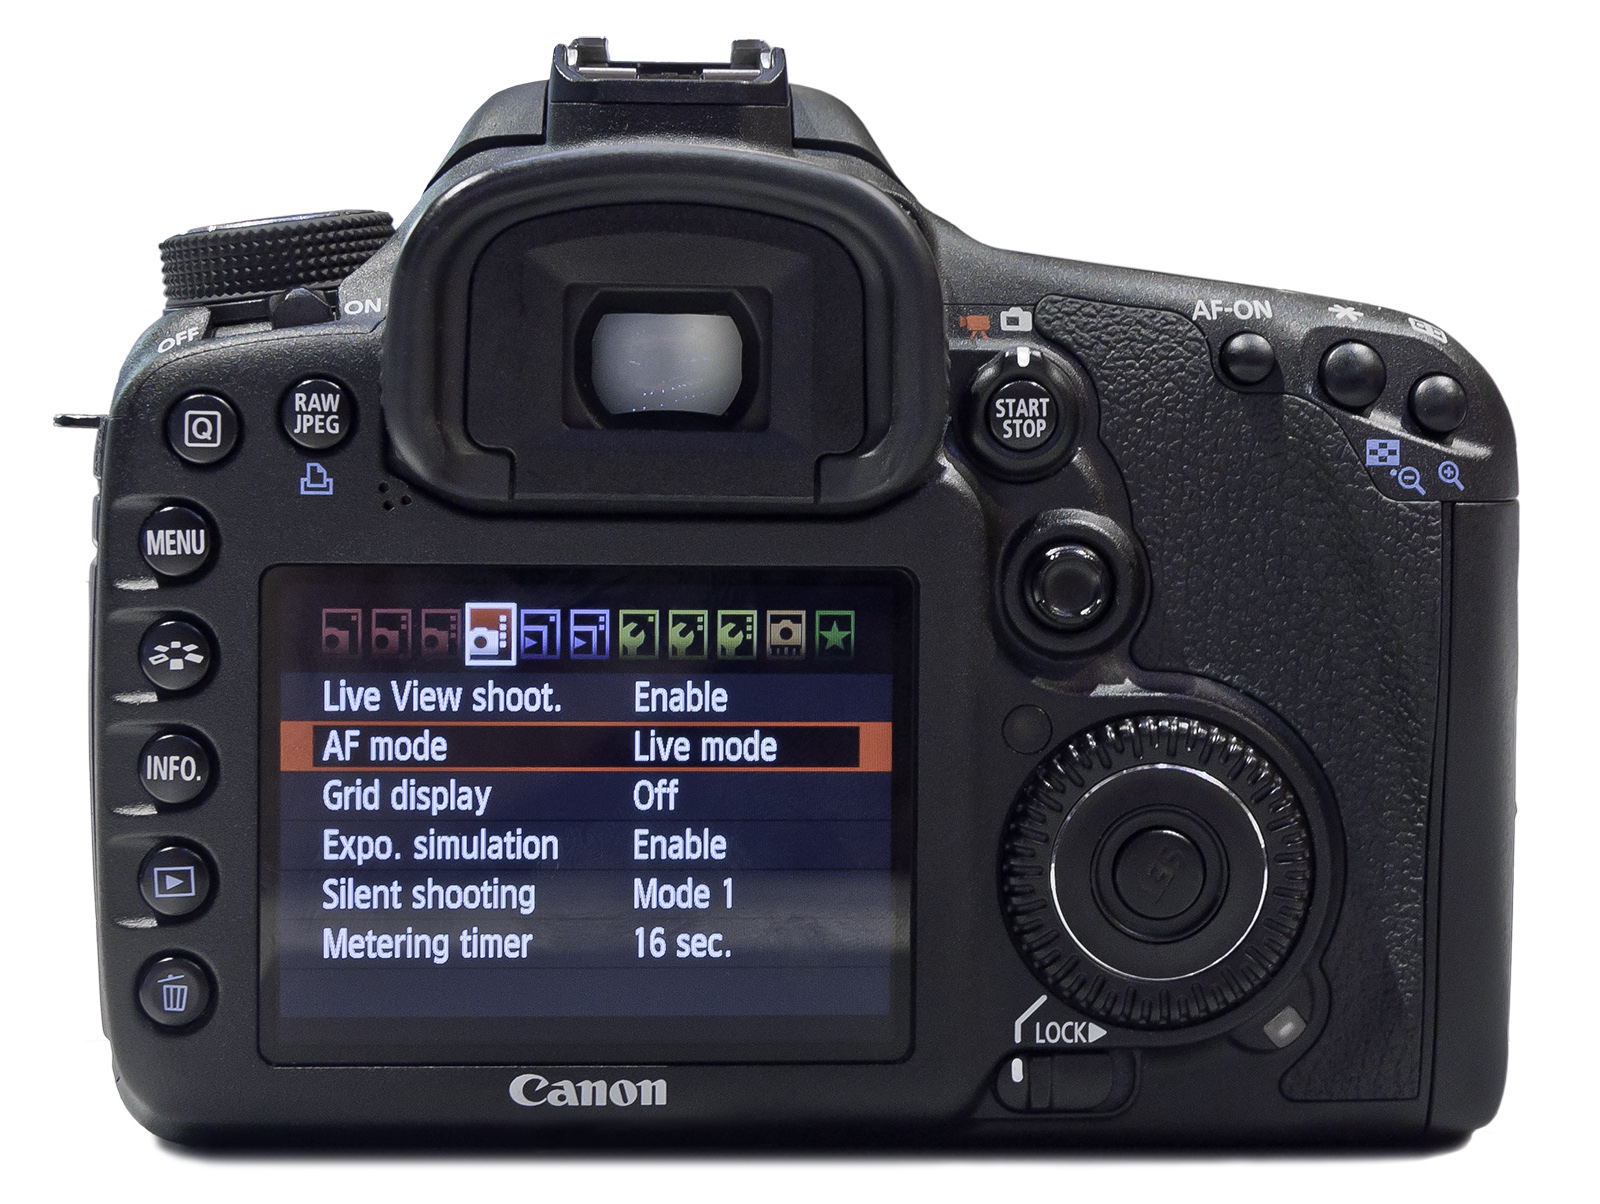 ON
OFF
AF-ON
Q
RAW
JPEG
START
STOP
MENU
INFO.
Live View shoot. Enable
AF mode Live mode
Grid display Off
Expo. simulation Enable
Silent shooting Mode 1
Metering timer 16 sec.
LOCK
Canon